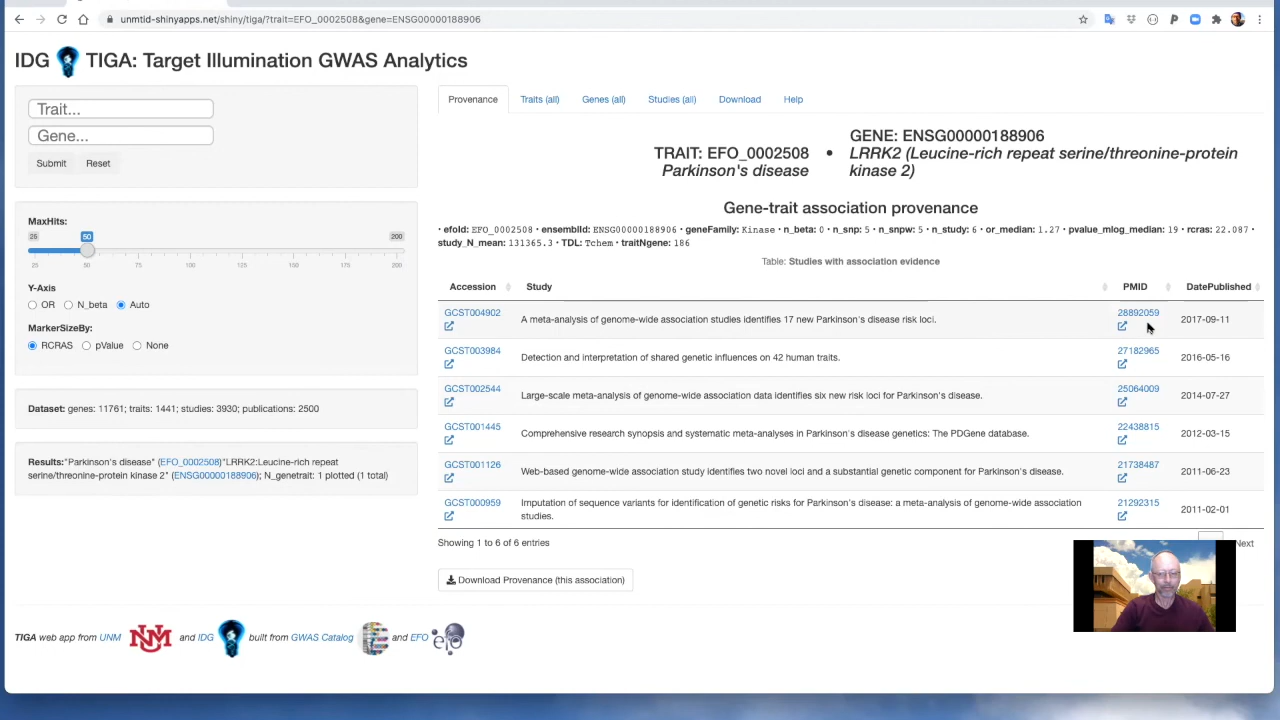 unmtid-shinyapps.net/shiny/tiga/?trait=EFO_0002508&gene=ENSG00000188906
IDG TIGA: Target Illumination GWAS Analytics
Trait...
Gene...
Submit Reset
MaxHits:
25 50 200
25 50 75 100 125 150 175 200
Y-Axis
OR N_beta Auto
MarkerSizeBy:
RCRAS pValue None
Dataset: genes: 11761; traits: 1441; studies: 3930; publications: 2500
Results:"Parkinson's disease" (EFO_0002508)"LRRK2:Leucine-rich repeat
serine/threonine-protein kinase 2" (ENSG00000188906); N_genetrait: 1 plotted (1 total)
Provenance Traits (all) Genes (all) Studies (all) Download Help
TRAIT: EFO_0002508
Parkinson's disease
•
GENE: ENSG00000188906
LRRK2 (Leucine-rich repeat serine/threonine-protein
kinase 2)
Gene-trait association provenance
• efoId: EFO_0002508 • ensemblId: ENSG00000188906 • geneFamily: Kinase • n_beta: 0 • n_snp: 5 • n_snpw: 5 • n_study: 6 • or_median: 1.27 • pvalue_mlog_median: 19 • rcras: 22.087 •
study_N_mean: 131365.3 • TDL: Tchem • traitNgene: 186
Table: Studies with association evidence
Accession Study PMID DatePublished
GCST004902 A meta-analysis of genome-wide association studies identifies 17 new Parkinson's disease risk loci. 28892059 2017-09-11
GCST003984 Detection and interpretation of shared genetic influences on 42 human traits. 27182965 2016-05-16
GCST002544 Large-scale meta-analysis of genome-wide association data identifies six new risk loci for Parkinson's disease. 25064009 2014-07-27
GCST001445 Comprehensive research synopsis and systematic meta-analyses in Parkinson's disease genetics: The PDGene database. 22438815 2012-03-15
GCST001126 Web-based genome-wide association study identifies two novel loci and a substantial genetic component for Parkinson's disease. 21738487 2011-06-23
GCST000959 Imputation of sequence variants for identification of genetic risks for Parkinson's disease: a meta-analysis of genome-wide association 21292315 2011-02-01
studies.
Showing 1 to 6 of 6 entries
Next
Download Provenance (this association)
TIGA web app from UNM NM and IDG built from GWAS Catalog and EFO efo